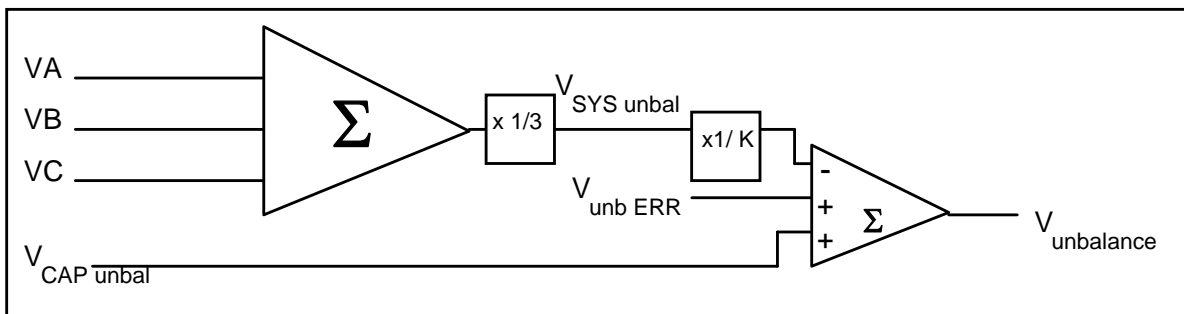 VA
VB
VC
Σ
x 1/3
V SYS unbal
x1/ K
V unb ERR
V CAP unbal
-
+
+
Σ
V unbalance